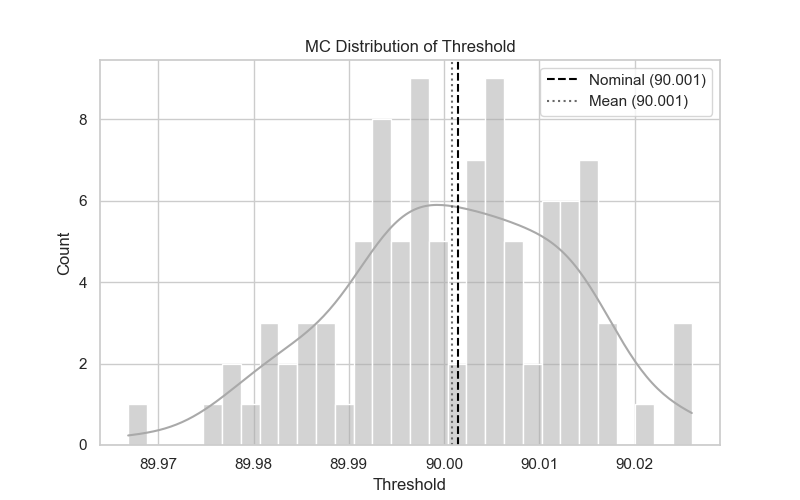 MC Distribution of Threshold
Nominal (90.001)
Mean (90.001)
Count
8
6
4
2
0
89.97 89.98 89.99 90.00 90.01 90.02
Threshold